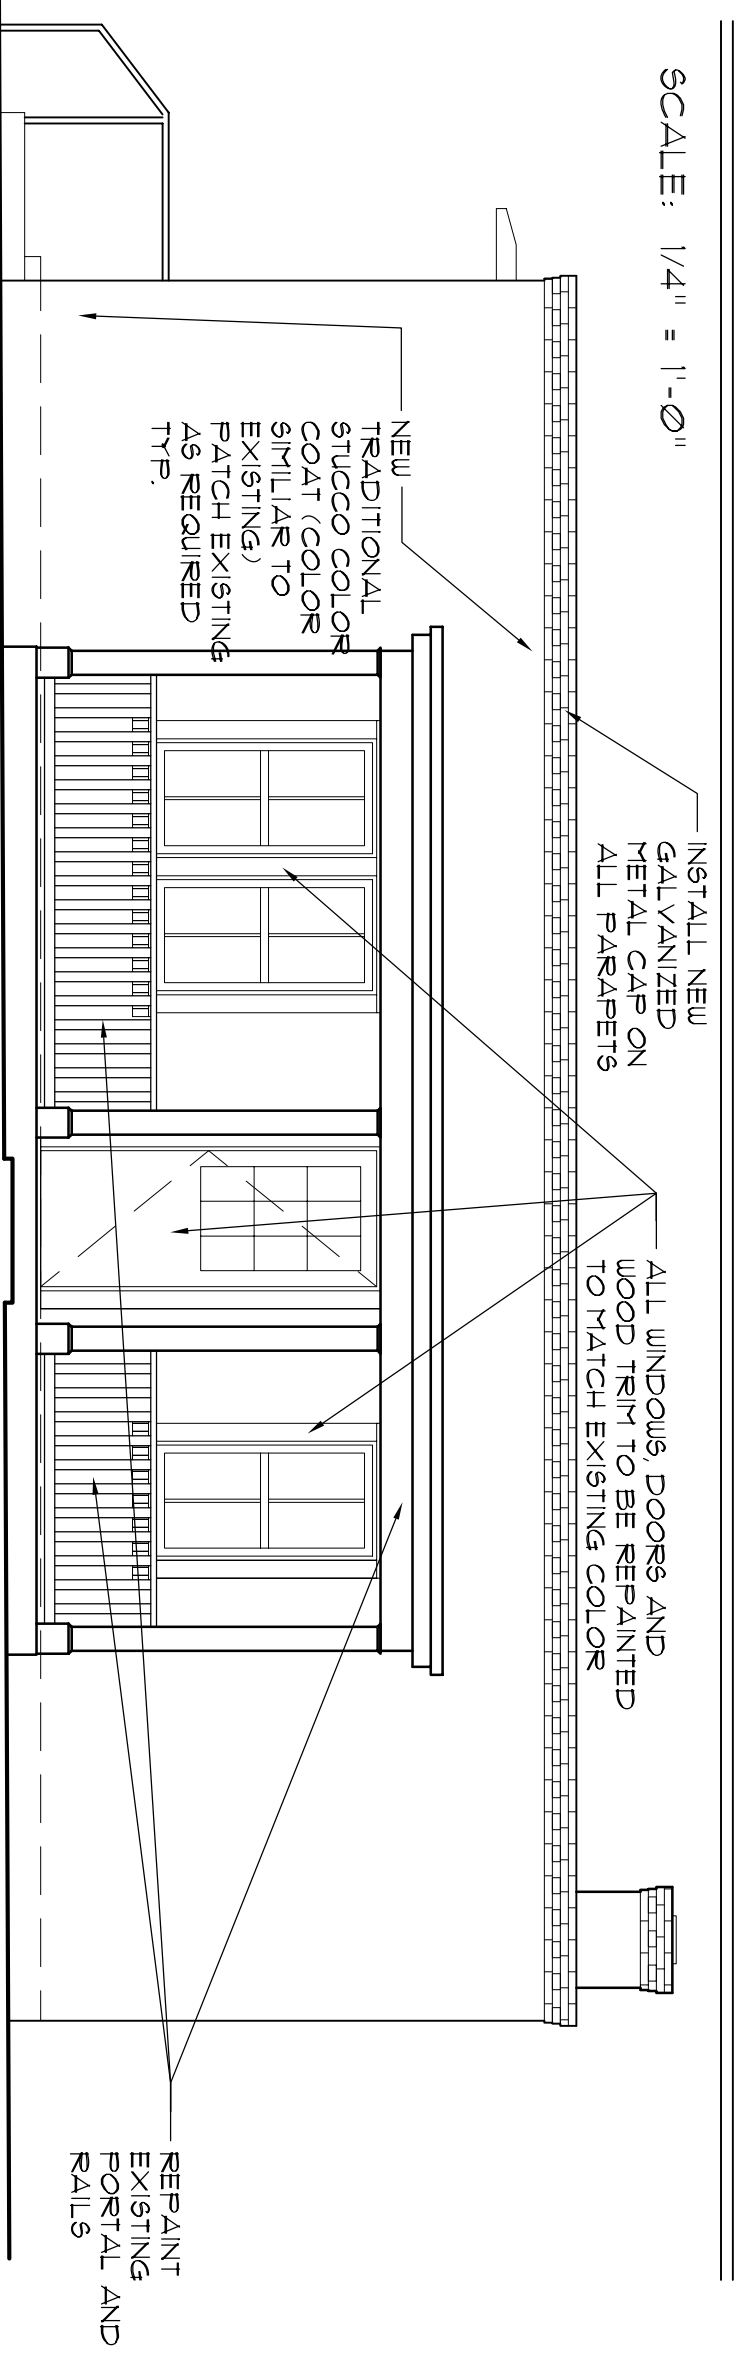 SCALE: 1/4" = 1'-0"
NEW
TRADITIONAL
STUCCO COLOR
COAT (COLOR
SIMILIAR TO
EXISTING)
PATCH EXISTING
AS REQUIRED
TYP.
INSTALL NEW
GALVANIZED
METAL CAP ON
ALL PARAPETS
ALL WINDOWS, DOORS AND
WOOD TRIM TO BE REPAINTED
TO MATCH EXISTING COLOR
REPAINT
EXISTING
PORTAL AND
RAILS